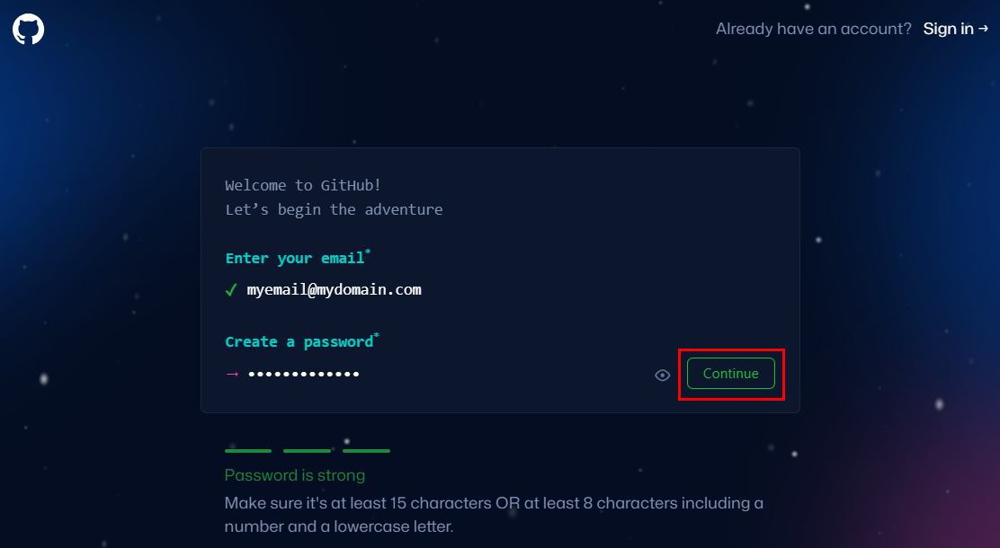 Already have an account? Sign in →
Welcome to GitHub!
Let’s begin the adventure
Enter your email*
✓ myemail@mydomain.com
Create a password*
→ •••••••••••••
Continue
Password is strong
Make sure it's at least 15 characters OR at least 8 characters including a
number and a lowercase letter.